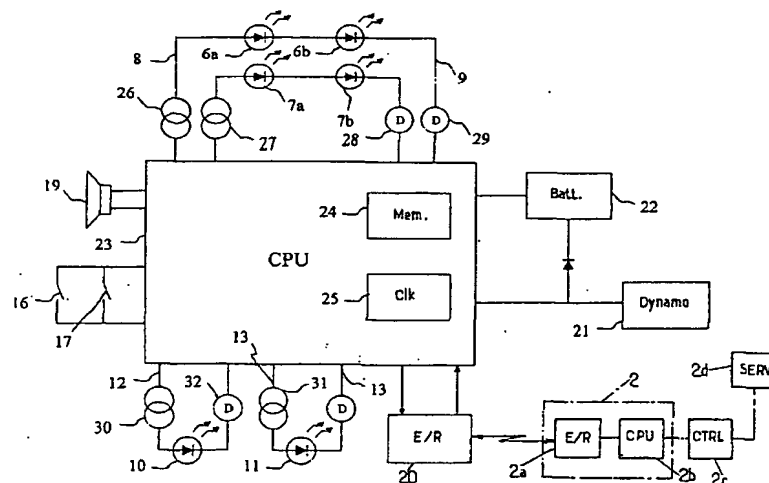 8
6a
6b
9
26
7a
7b
27
D
28
D
29
19
23
24
Mem.
Batt.
22
CPU
16
17
25
Clk
Dynamo
21
12
32
13
31
13
2d
SERV
30
D
D
2
10
11
E/R
20
E/R
2a
CPU
2b
CTRL
2c